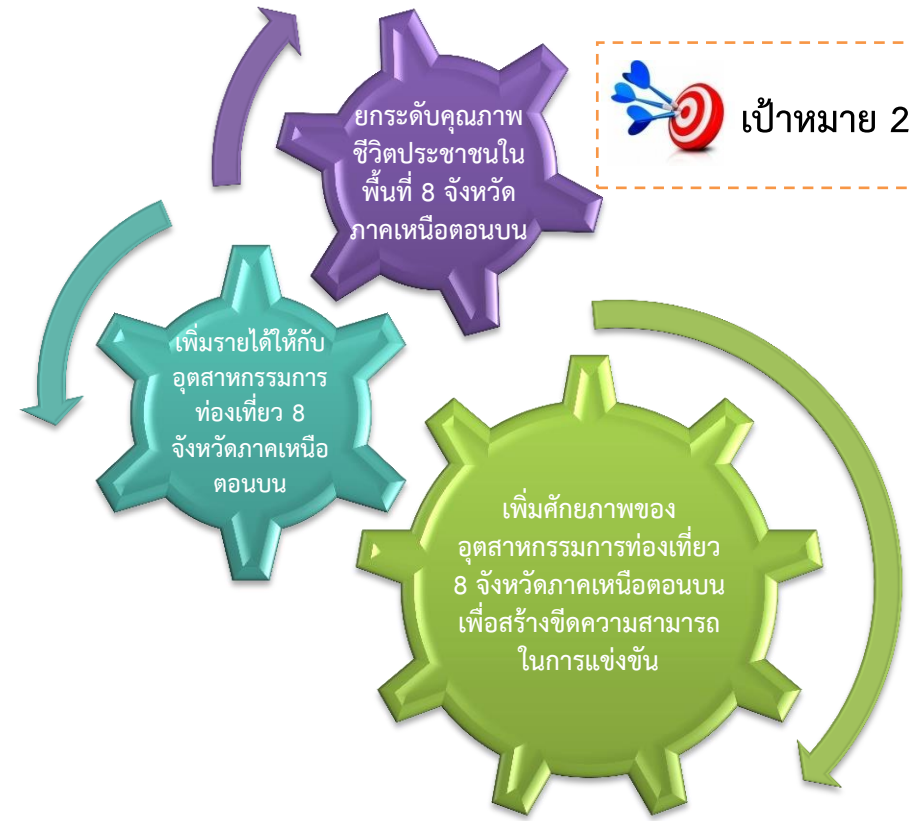 ยกระดับคุณภาพ
ชีวิตประชาชนใน
พื้นที่ 8 จังหวัด
ภาคเหนือตอนบน
เป้าหมาย 2
เพิ่มรายได้ให้กับ
อุตสาหกรรมการ
ท่องเที่ยว 8
จังหวัดภาคเหนือ
ตอนบน
เพิ่มศักยภาพของ
อุตสาหกรรมการท่องเที่ยว
8 จังหวัดภาคเหนือตอนบน
เพื่อสร้างขีดความสามารถ
ในการแข่งขัน